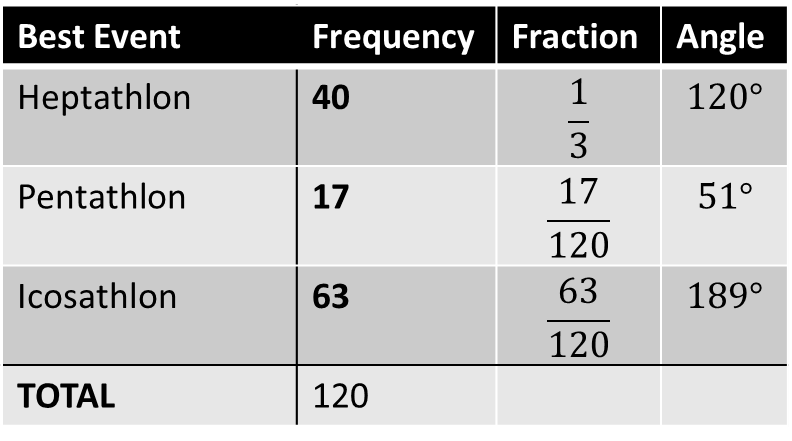 Best Event Frequency Fraction Angle
Heptathlon 40 1/3 120°
Pentathlon 17 17/120 51°
Icosathlon 63 63/120 189°
TOTAL 120